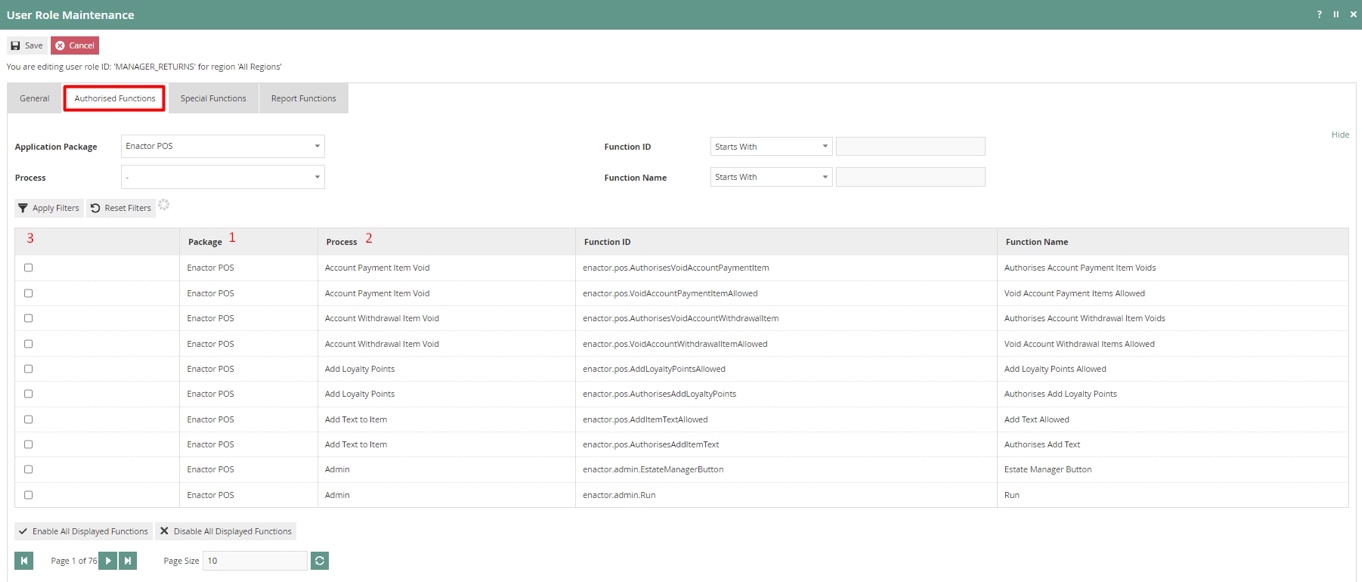 User Role Maintenance ?
Save Cancel
You are editing user role ID: 'MANAGER_RETURNS' for region 'All Regions'
General Authorised Functions Special Functions Report Functions
Hide
Application Package Enactor POS Function ID Starts With
Process - Function Name Starts With
Apply Filters Reset Filters
3 Package 1 Process 2 Function ID Function Name
Enactor POS Account Payment Item Void enactor.pos.AuthorisesVoidAccountPaymentItem Authorises Account Payment Item Voids
Enactor POS Account Payment Item Void enactor.pos.VoidAccountPaymentItemAllowed Void Account Payment Items Allowed
Enactor POS Account Withdrawal Item Void enactor.pos.AuthorisesVoidAccountWithdrawalItem Authorises Account Withdrawal Item Voids
Enactor POS Account Withdrawal Item Void enactor.pos.VoidAccountWithdrawalItemAllowed Void Account Withdrawal Items Allowed
Enactor POS Add Loyalty Points enactor.pos.AddLoyaltyPointsAllowed Add Loyalty Points Allowed
Enactor POS Add Loyalty Points enactor.pos.AuthorisesAddLoyaltyPoints Authorises Add Loyalty Points
Enactor POS Add Text to Item enactor.pos.AddItemTextAllowed Add Text Allowed
Enactor POS Add Text to Item enactor.pos.AuthorisesAddItemText Authorises Add Text
Enactor POS Admin enactor.admin.EstateManagerButton Estate Manager Button
Enactor POS Admin enactor.admin.Run Run
Enable All Displayed Functions Disable All Displayed Functions
Page 1 of 76 Page Size 10